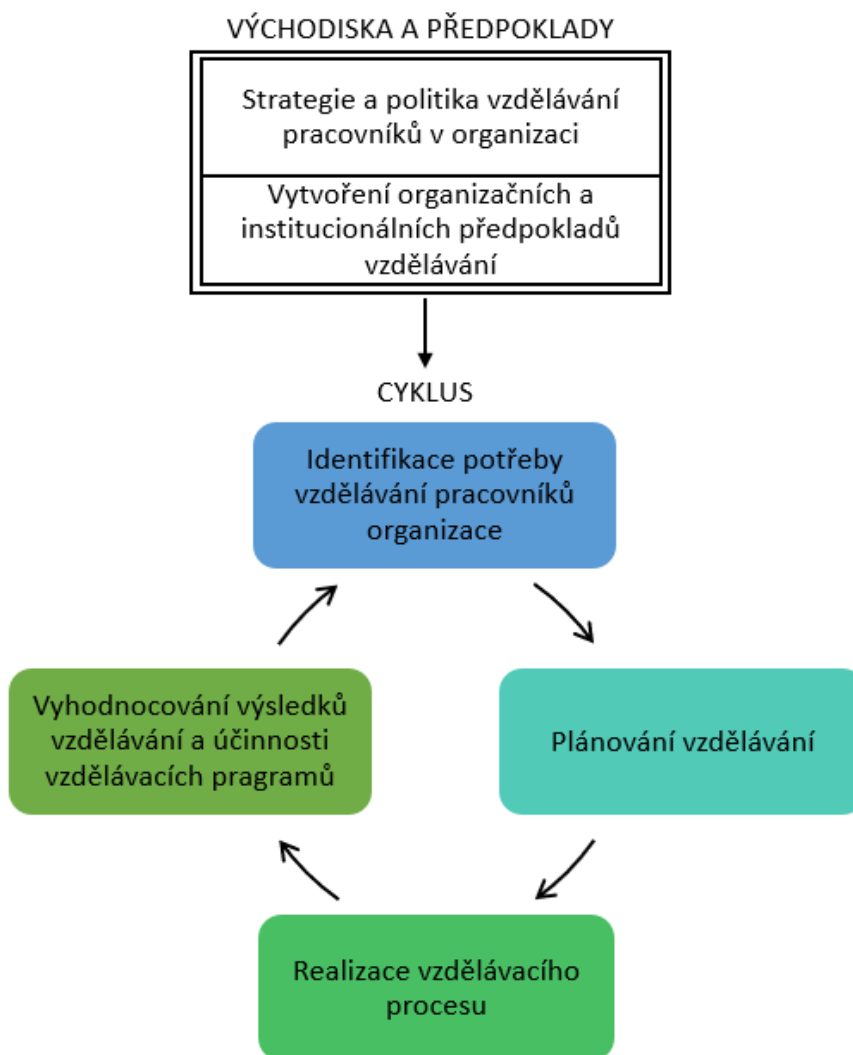 VÝCHODISKA A PŘEDPOKLADY
Strategie a politika vzdělávání
pracovníků v organizaci
Vytvoření organizačních a
institucionálních předpokladů
vzdělávání
CYKLUS
Identifikace potřeby
vzdělávání pracovníků
organizace
Vyhodnocování výsledků
vzdělávání a účinnosti
vzdělávacích pragramů
Plánování vzdělávání
Realizace vzdělávacího
procesu